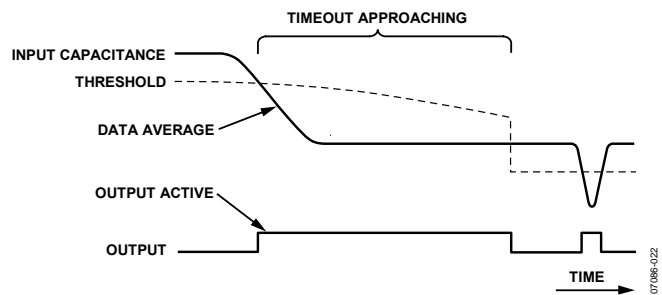 TIMEOUT APPROACHING
INPUT CAPACITANCE
THRESHOLD
DATA AVERAGE
OUTPUT ACTIVE
OUTPUT
TIME
07086-022